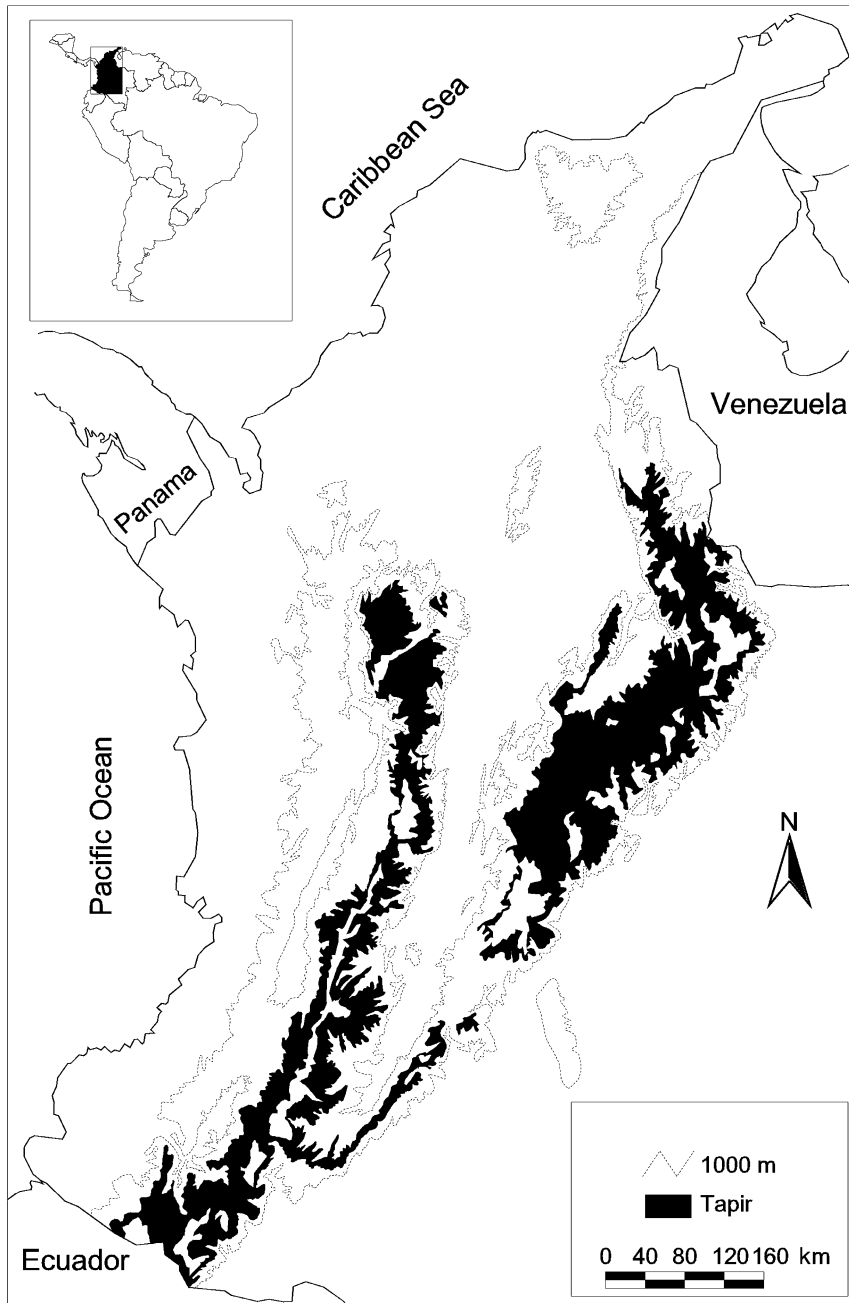 Caribbean Sea
Venezuela
Panama
Pacific Ocean
N
Ecuador
1000 m
Tapir
0 40 80 120 160 km